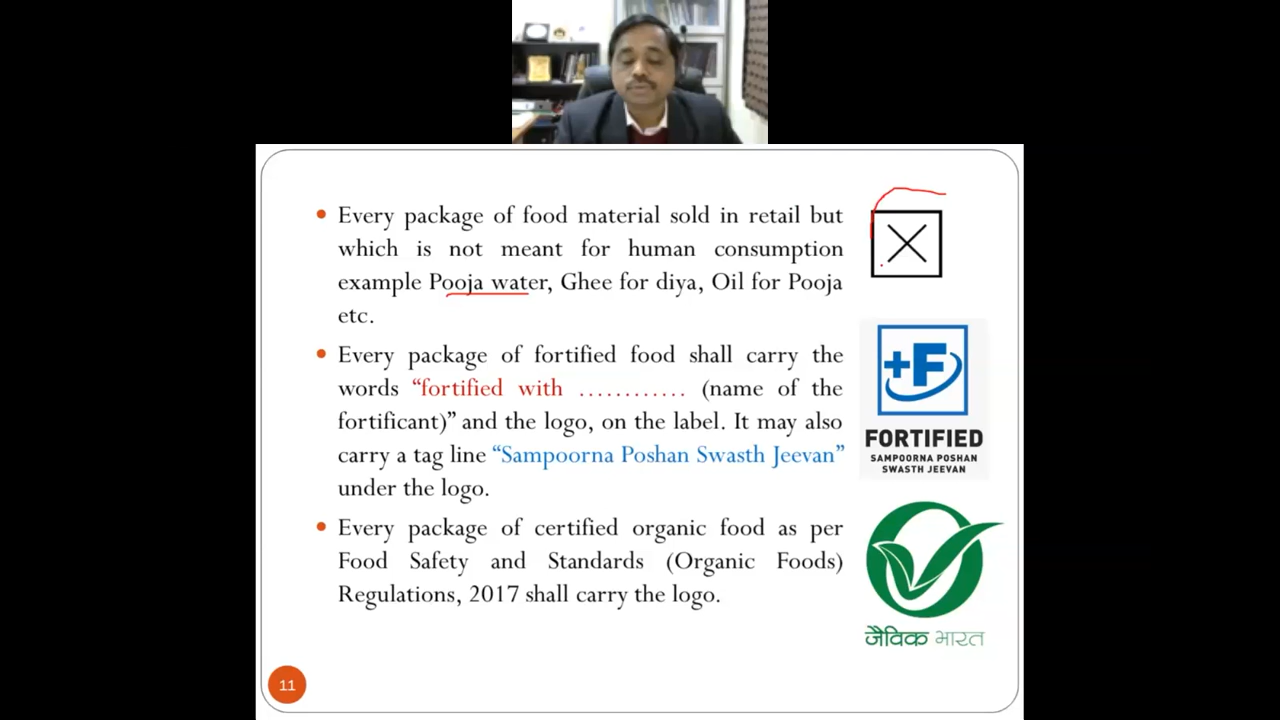 Every package of food material sold in retail but
which is not meant for human consumption
example Pooja water, Ghee for diya, Oil for Pooja
etc.
Every package of fortified food shall carry the
words “fortified with ………… (name of the
fortificant)” and the logo, on the label. It may also
carry a tag line “Sampoorna Poshan Swasth Jeevan”
under the logo.
Every package of certified organic food as per
Food Safety and Standards (Organic Foods)
Regulations, 2017 shall carry the logo.
+F
FORTIFIED
SAMPOORNA POSHAN
SWASTH JEEVAN
जैविक भारत
11